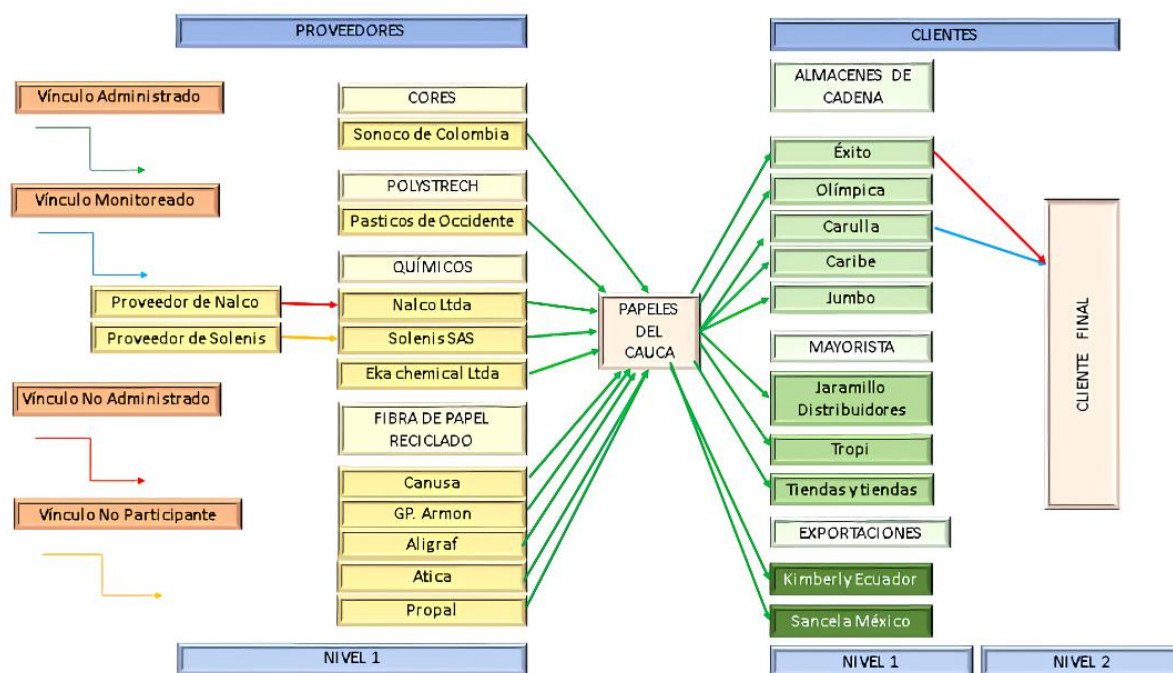 PROVEEDORES
CLIENTES
Vínculo Administrado
Vínculo Monitoreado
Proveedor de Nalco
Proveedor de Solenis
Vínculo No Administrado
Vínculo No Participante
CORES
Sonoco de Colombia
POLYSTRECH
Pasticos de Occidente
QUÍMICOS
Nalco Ltda
Solenis SAS
Eka chemical Ltda
FIBRA DE PAPEL
RECICLADO
Canusa
GP. Armon
Aligraf
Atica
Propal
PAPELES
DEL
CAUCA
ALMACENES DE
CADENA
Éxito
Olímpica
Carulla
Caribe
Jumbo
MAYORISTA
Jaramillo
Distribuidores
Tropi
Tiendas y tiendas
EXPORTACIONES
Kimberly Ecuador
Sancela México
CLIENTE FINAL
NIVEL 1
NIVEL 1
NIVEL 2